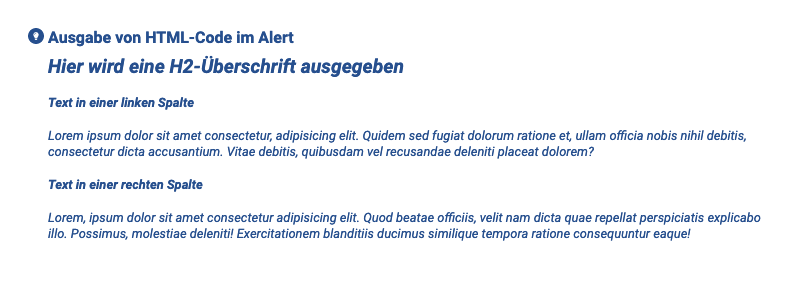 Ausgabe von HTML-Code im Alert
Hier wird eine H2-Überschrift ausgegeben
Text in einer linken Spalte
Lorem ipsum dolor sit amet consectetur, adipisicing elit. Quidem sed fugiat dolorum ratione et, ullam officia nobis nihil debitis,
consectetur dicta accusantium. Vitae debitis, quibusdam vel recusandae deleniti placeat dolorem?
Text in einer rechten Spalte
Lorem, ipsum dolor sit amet consectetur adipisicing elit. Quod beatae officiis, velit nam dicta quae repellat perspiciatis explicabo
illo. Possimus, molestiae deleniti! Exercitationem blanditiis ducimus similique tempora ratione consequuntur eaque!